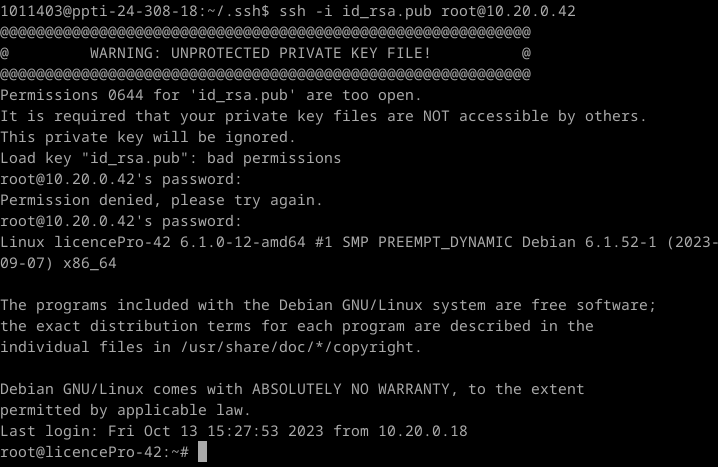 1011403@ppti-24-308-18:~/.ssh$ ssh -i id_rsa.pub root@10.20.0.42
@@@@@@@@@@@@@@@@@@@@@@@@@@@@@@@@@@@@@@@@@@@@@@@@@@@@@@@@@@@
@         WARNING: UNPROTECTED PRIVATE KEY FILE!          @
@@@@@@@@@@@@@@@@@@@@@@@@@@@@@@@@@@@@@@@@@@@@@@@@@@@@@@@@@@@
Permissions 0644 for 'id_rsa.pub' are too open.
It is required that your private key files are NOT accessible by others.
This private key will be ignored.
Load key "id_rsa.pub": bad permissions
root@10.20.0.42's password:
Permission denied, please try again.
root@10.20.0.42's password:
Linux licencePro-42 6.1.0-12-amd64 #1 SMP PREEMPT_DYNAMIC Debian 6.1.52-1 (2023-
09-07) x86_64

The programs included with the Debian GNU/Linux system are free software;
the exact distribution terms for each program are described in the
individual files in /usr/share/doc/*/copyright.

Debian GNU/Linux comes with ABSOLUTELY NO WARRANTY, to the extent
permitted by applicable law.
Last login: Fri Oct 13 15:27:53 2023 from 10.20.0.18
root@licencePro-42:~#